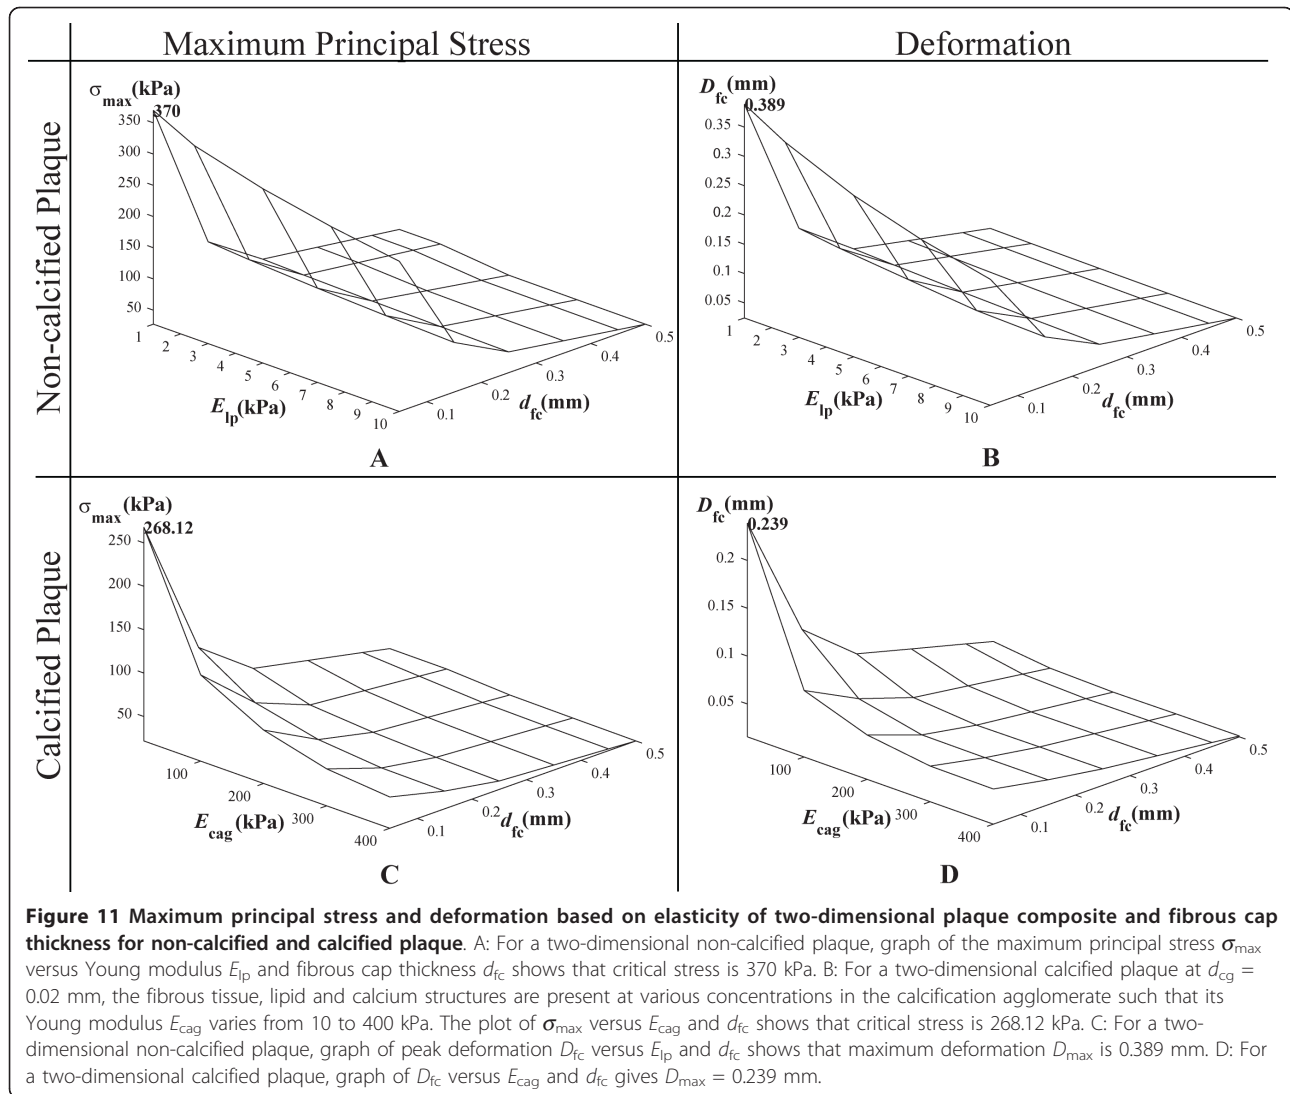 Maximum Principal Stress
Deformation
Non-calcified Plaque
σmax(kPa)
370
350
300
250
200
150
100
50
1
2
3
4
5
6
7
8
9
10
Elp(kPa)
0.1
0.2
0.3
0.4
0.5
dfc(mm)
A
Dfc(mm)
0.389
0.35
0.3
0.25
0.2
0.15
0.1
0.05
1
2
3
4
5
6
7
8
9
10
Elp(kPa)
0.1
0.2
0.3
0.4
0.5
dfc(mm)
B
Calcified Plaque
σmax(kPa)
268.12
250
200
150
100
50
100
200
300
400
Ecag(kPa)
0.1
0.2
0.3
0.4
0.5
dfc(mm)
C
Dfc(mm)
0.239
0.2
0.15
0.1
0.05
100
200
300
400
Ecag(kPa)
0.1
0.2
0.3
0.4
0.5
dfc(mm)
D
Figure 11 Maximum principal stress and deformation based on elasticity of two-dimensional plaque composite and fibrous cap
thickness for non-calcified and calcified plaque. A: For a two-dimensional non-calcified plaque, graph of the maximum principal stress σmax
versus Young modulus Elp and fibrous cap thickness dfc shows that critical stress is 370 kPa. B: For a two-dimensional calcified plaque at dcg =
0.02 mm, the fibrous tissue, lipid and calcium structures are present at various concentrations in the calcification agglomerate such that its
Young modulus Ecag varies from 10 to 400 kPa. The plot of σmax versus Ecag and dfc shows that critical stress is 268.12 kPa. C: For a two-
dimensional non-calcified plaque, graph of peak deformation Dfc versus Elp and dfc shows that maximum deformation Dmax is 0.389 mm. D: For
a two-dimensional calcified plaque, graph of Dfc versus Ecag and dfc gives Dmax = 0.239 mm.